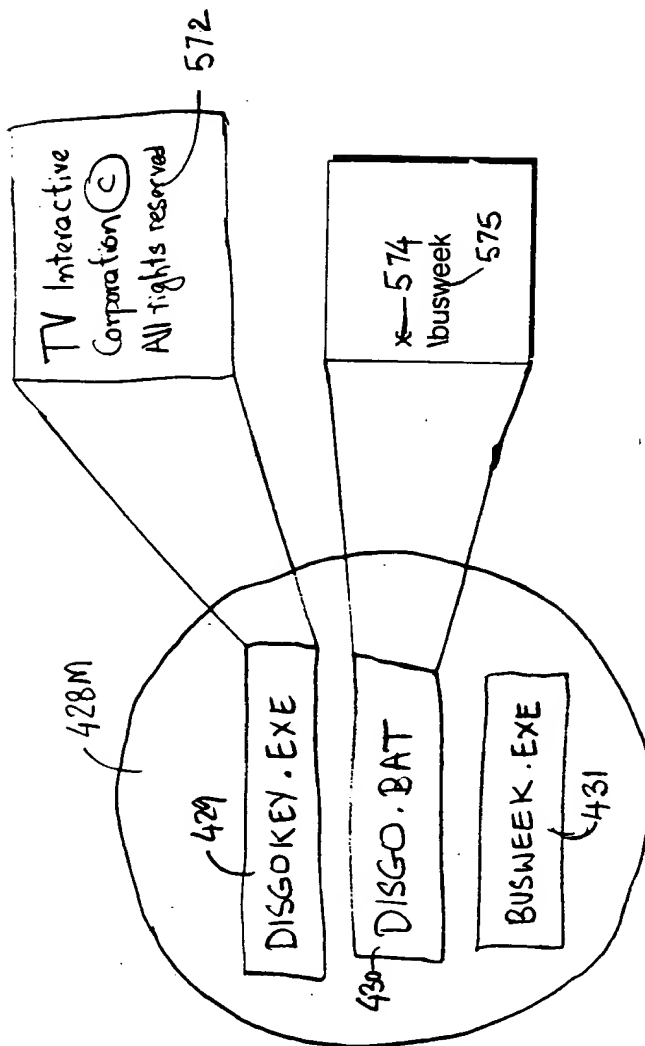 428M
429
DISGOKEY.EXE
430
DISGO.BAT
BUSWEEK.EXE
431
TV Interactive
Corporation ©
All rights reserved
572
x 574
\busweek
575